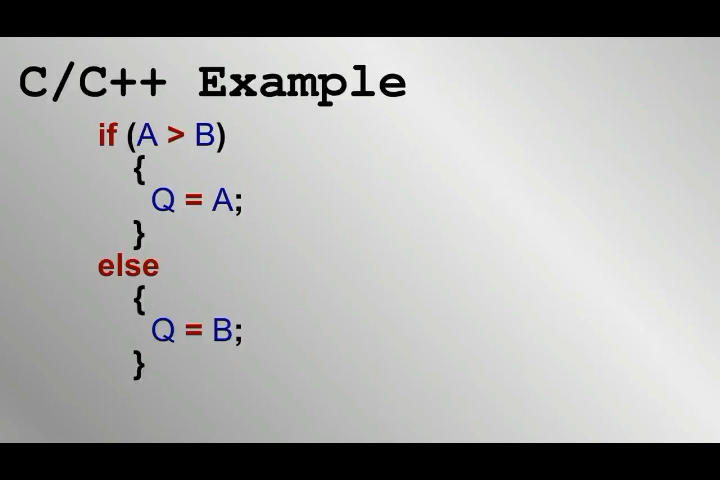 C/C++ Example
if (A > B)
{
Q = A;
}
else
{
Q = B;
}